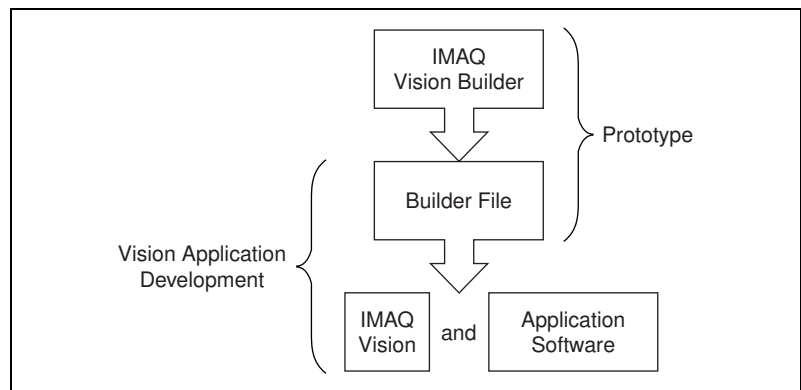 IMAQ
Vision Builder
Prototype
Builder File
Vision Application
Development
IMAQ
Vision
and
Application
Software